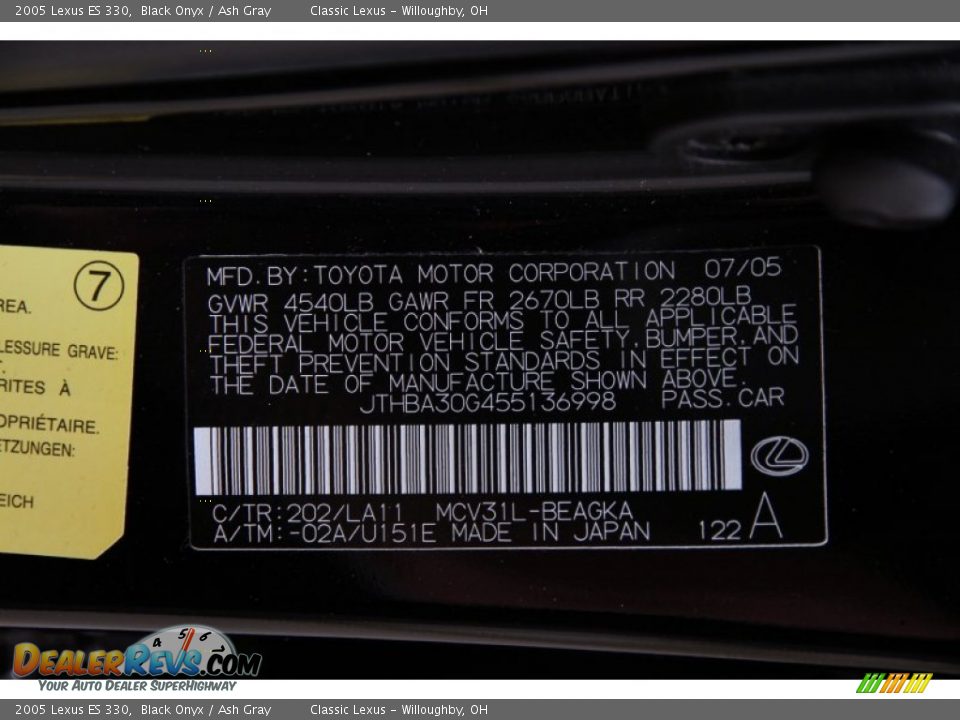 2005 Lexus ES 330, Black Onyx / Ash Gray Classic Lexus - Willoughby, OH
7
REA.
LESSURE GRAVE:
RITES À
OPRIÉTAIRE.
ETZUNGEN:
EICH
MFD. BY: TOYOTA MOTOR CORPORATION 07/05
GVWR 4540LB GAWR FR 2670LB RR 2280LB
THIS VEHICLE CONFORMS TO ALL APPLICABLE
FEDERAL MOTOR VEHICLE SAFETY, BUMPER, AND
THEFT PREVENTION STANDARDS IN EFFECT ON
THE DATE OF MANUFACTURE SHOWN ABOVE.
JTHBA30G455136998 PASS. CAR
C/TR: 202/LA11 MCV31L-BEAGKA
A/TM: -02A/U151E MADE IN JAPAN 122 A
4 5 6
DEALERREVS.COM
YOUR AUTO DEALER SUPERHIGHWAY
2005 Lexus ES 330, Black Onyx / Ash Gray Classic Lexus - Willoughby, OH